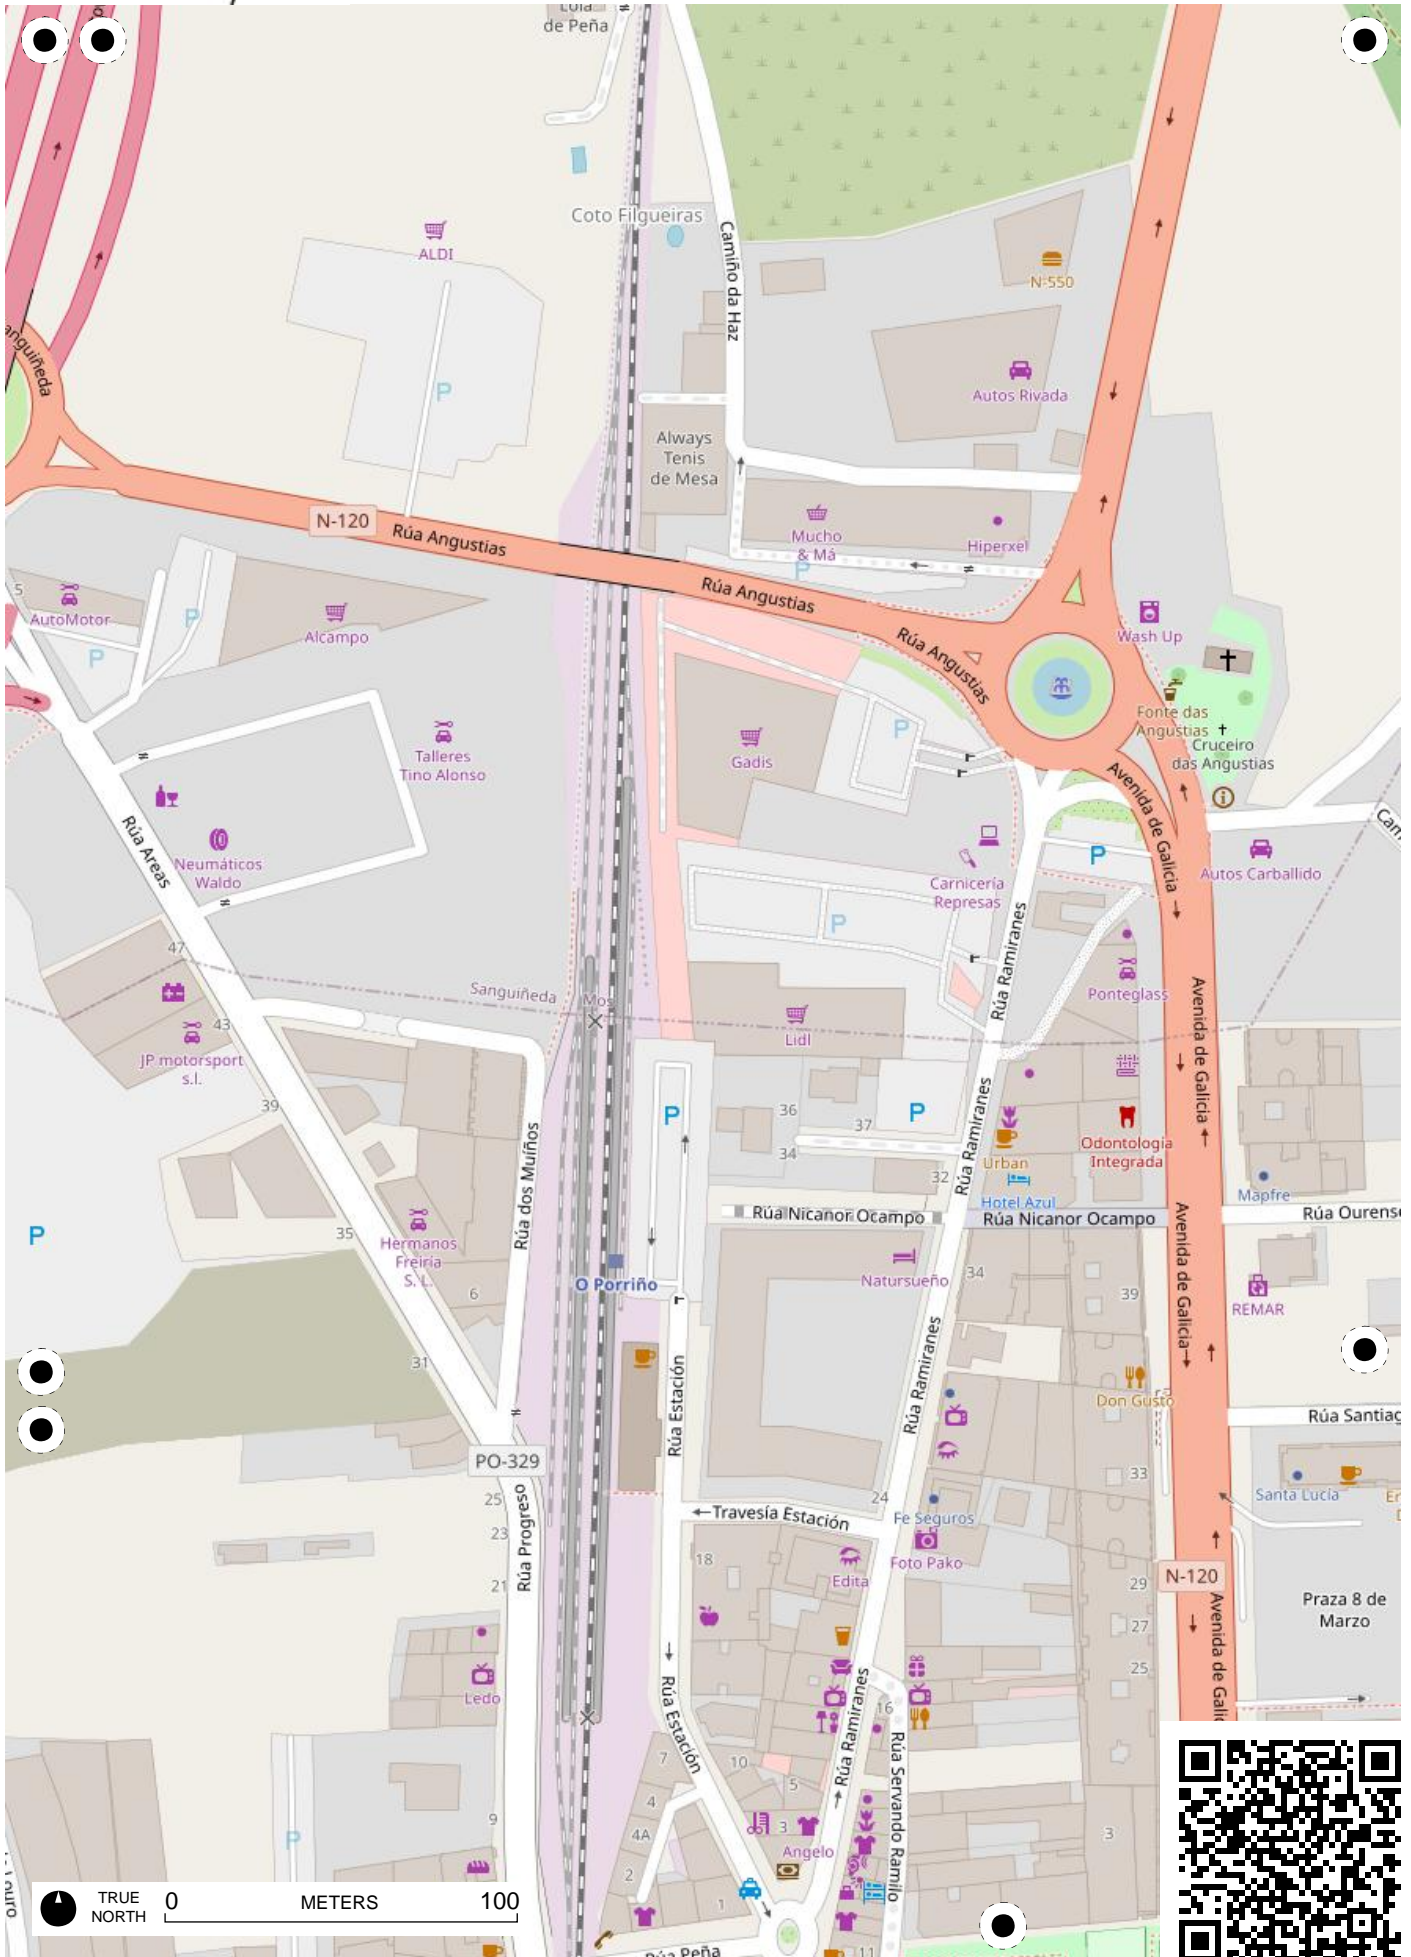 Lola
de Peña
Coto Filgueiras
ALDI
Camiño da Haz
N-550
Autos Rivada
P
Always
Tenis
de Mesa
N-120
Rúa Angustias
Mucho
& Má
Hiperxel
P
Rúa Angustias
5
AutoMotor
P
P
Alcampo
Rúa Angustias
Wash Up
Fonte das
Angustias
Cruceiro
das Angustias
P
Gadis
Talleres
Tino Alonso
Avenida de Galicia
Rúa Areas
Neumáticos
Waldo
P
Autos Carballido
Carnicería
Represas
P
Rúa Ramiranes
47
Ponteglass
Avenida de Galicia
Sanguiñeda
Mos
43
JP motorsport
s.l.
Lidl
39
P
36
37
34
P
Rúa Ramiranes
32
Urban
Odontología
Integrada
Hotel Azul
Mapfre
Rúa dos Muíños
Rúa Nicanor Ocampo
Rúa Nicanor Ocampo
Rúa Ourense
P
35
Hermanos
Freiria
S. L.
6
O Porriño
Natursueño
34
39
Avenida de Galicia
REMAR
31
Rúa Estación
Rúa Ramiranes
Don Gusto
Rúa Santiag
PO-329
33
Santa Lucía
25
23
21
Rúa Progreso
Travesía Estación
24
Fe Seguros
Foto Pako
Edita
18
N-120
29
27
25
Praza 8 de
Marzo
Avenida de Galic
Ledo
Rúa Estación
Rúa Ramiranes
16
Rúa Servando Ramilo
7
10
5
4
3
4A
Angelo
2
1
9
P
3
11
Rúa Peña
TRUE
NORTH
0
METERS
100